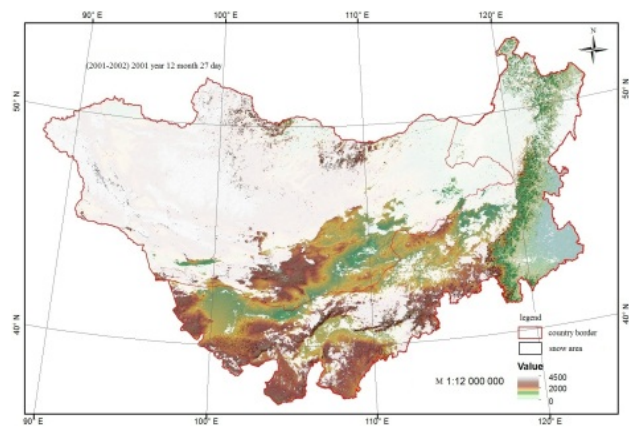 90° E
100° E
110° E
120° E
N
(2001-2002) 2001 year 12 month 27 day
50° N
50° N
40° N
40° N
legend
country border
snow area
Value
4500
2000
0
M 1:12 000 000
90° E
100° E
110° E
120° E